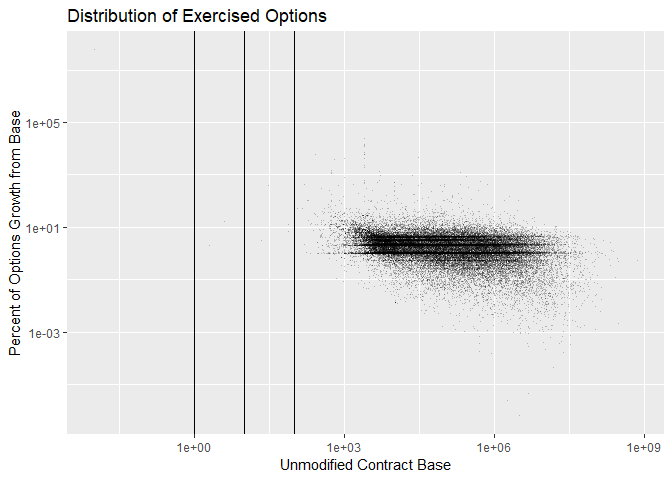 Distribution of Exercised Options
Percent of Options Growth from Base
1e+05
1e+01
1e-03
1e+00
1e+03
1e+06
1e+09
Unmodified Contract Base